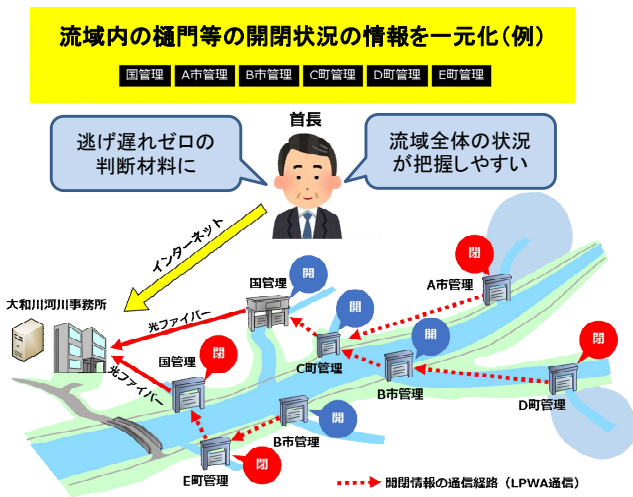 流域内の樋門等の開閉状況の情報を一元化(例)
国管理 A市管理 B市管理 C町管理 D町管理 E町管理
首長
逃げ遅れゼロの
判断材料に
流域全体の状況
が把握しやすい
インターネット
大和川河川事務所
国管理
開
閉
A市管理
光ファイバー
開
C町管理
開
B市管理
閉
D町管理
国管理
閉
光ファイバー
開
B市管理
閉
E町管理
開閉情報の通信経路(LPWA通信)